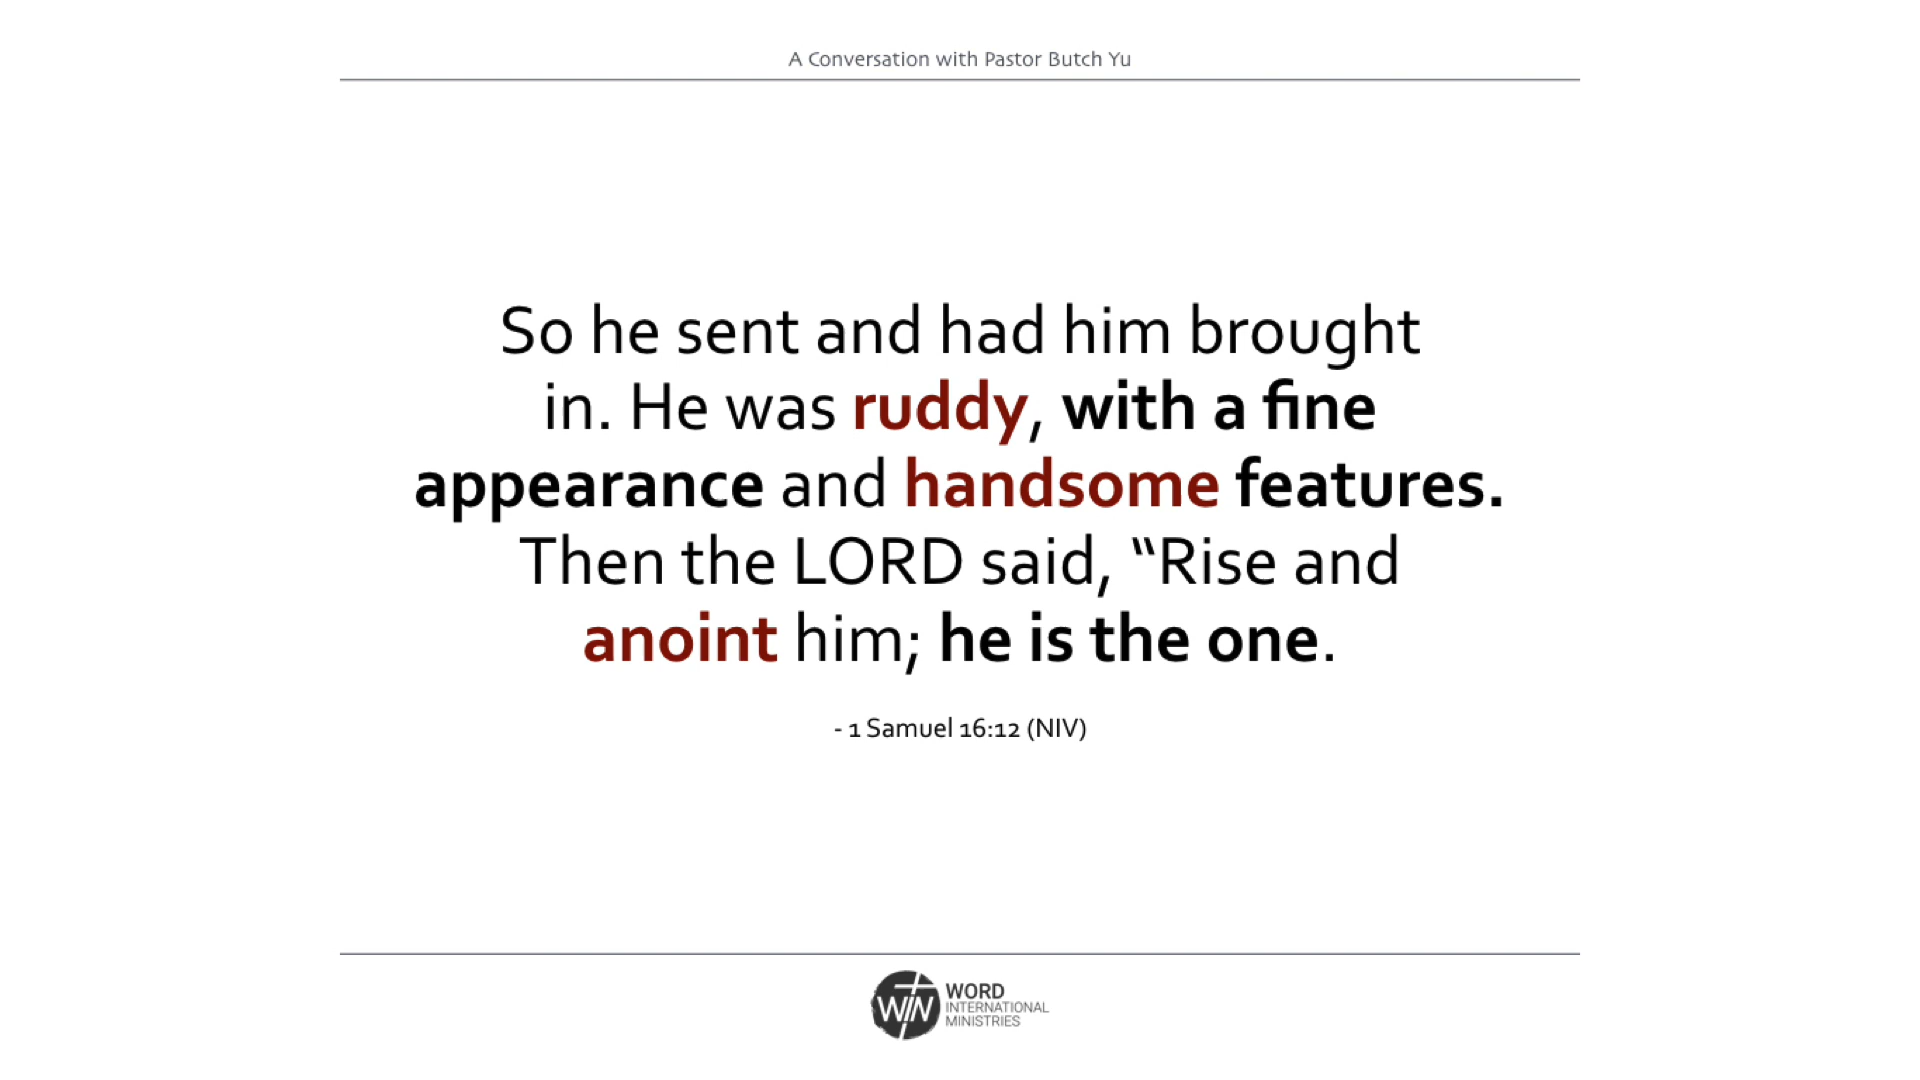 A Conversation with Pastor Butch Yu
So he sent and had him brought
in. He was ruddy, with a fine
appearance and handsome features.
Then the LORD said, “Rise and
anoint him; he is the one.
- 1 Samuel 16:12 (NIV)
WIN
WORD
INTERNATIONAL
MINISTRIES